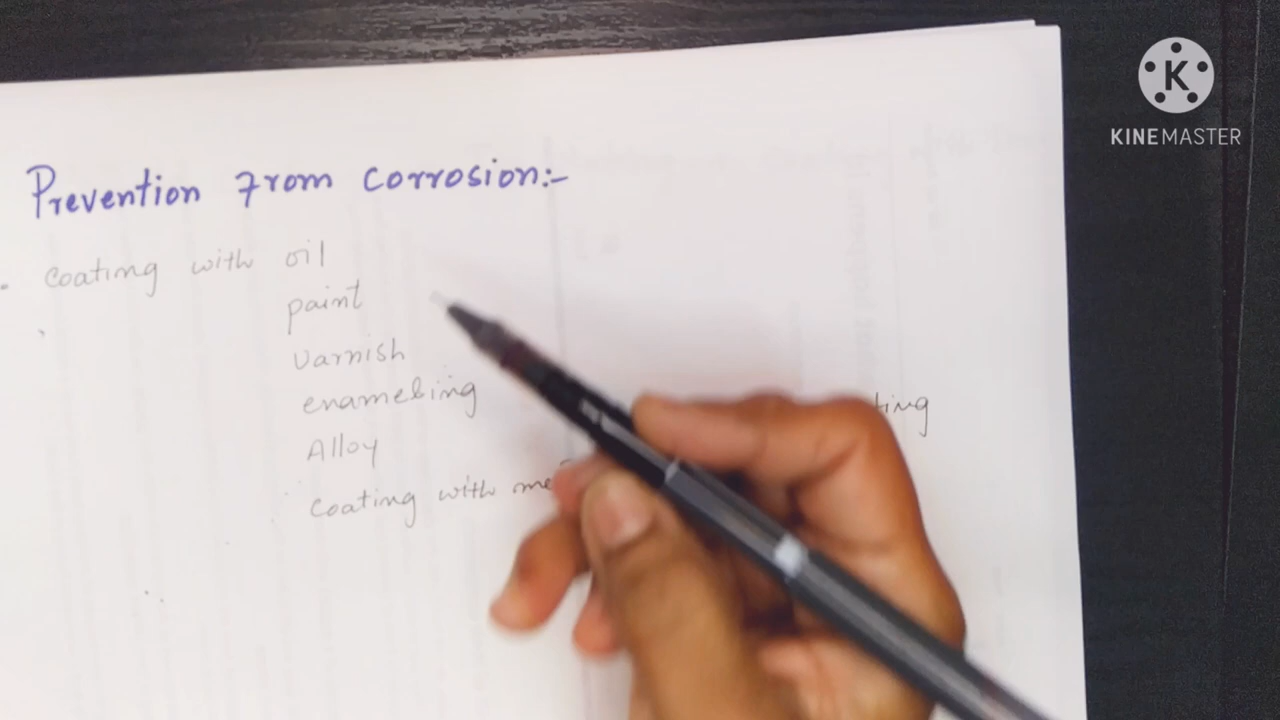 KINEMASTER
Prevention from corrosion:-
coating with oil
paint
varnish
enameling
Alloy
coating with